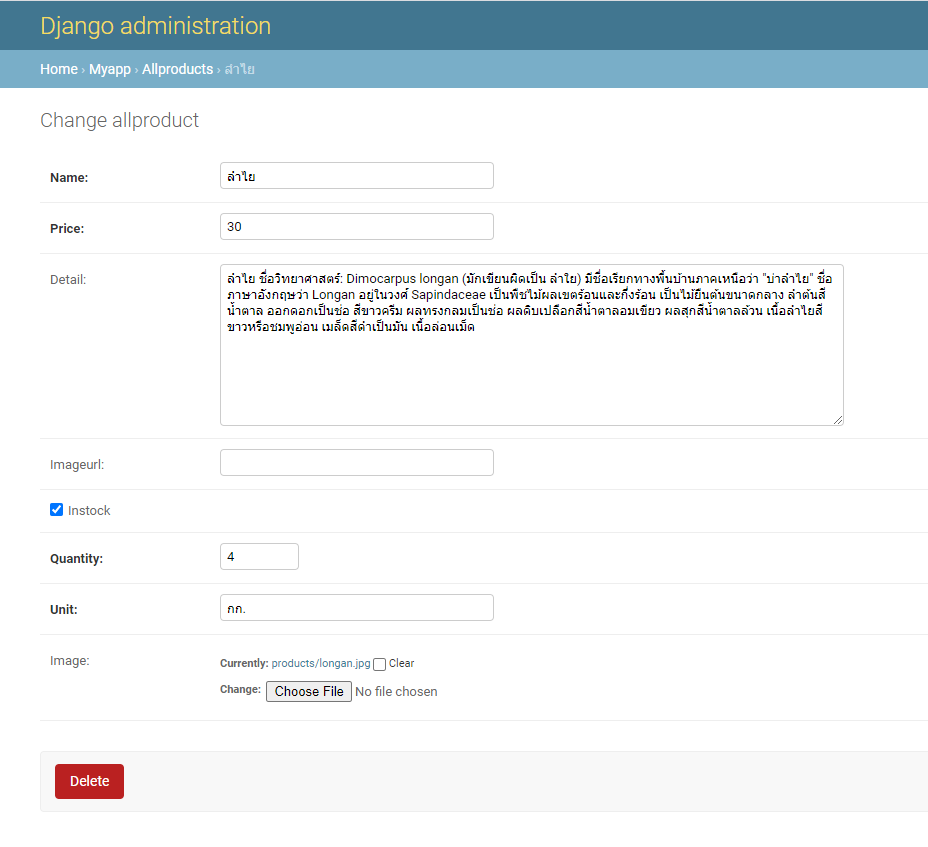 Django administration
Home › Myapp › Allproducts › ลำไย
Change allproduct
Name: ลำไย
Price: 30
Detail: ลำไย ชื่อวิทยาศาสตร์: Dimocarpus longan (มักเขียนผิดเป็น ลำใย) มีชื่อเรียกทางพื้นบ้านภาคเหนือว่า "บ่าลำไย" ชื่อ
ภาษาอังกฤษว่า Longan อยู่ในวงศ์ Sapindaceae เป็นพืชไม้ผลเขตร้อนและกึ่งร้อน เป็นไม้ยืนต้นขนาดกลาง ลำต้นสี
น้ำตาล ออกดอกเป็นช่อ สีขาวครีม ผลทรงกลมเป็นช่อ ผลดิบเปลือกสีน้ำตาลอมเขียว ผลสุกสีน้ำตาลล้วน เนื้อลำไยสี
ขาวหรือชมพูอ่อน เมล็ดสีดำเป็นมัน เนื้อล่อนเม็ด
Imageurl:
Instock
Quantity: 4
Unit: กก.
Image: Currently: products/longan.jpg Clear
Change: Choose File No file chosen
Delete